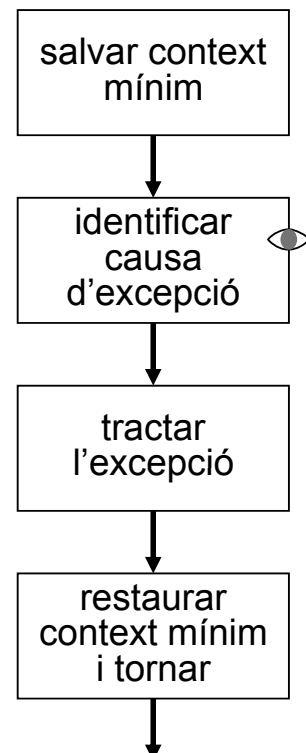 salvar context
mínim
identificar
causa
d'excepció
tractar
l'excepció
restaurar
context mínim
i tornar